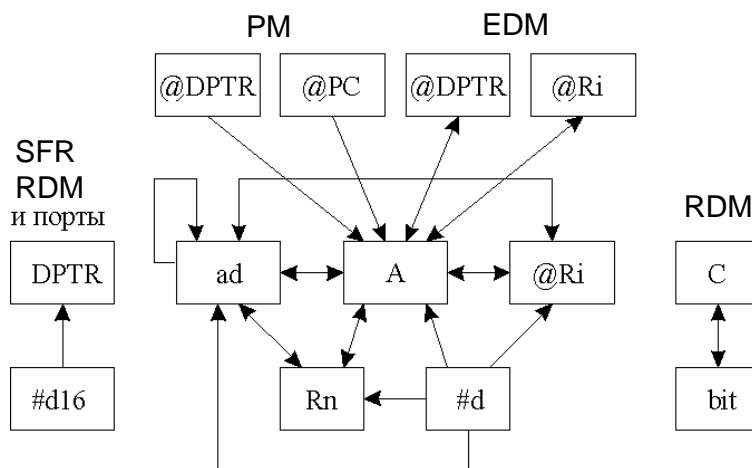 PM EDM
@DPTR @PC @DPTR @Ri
SFR
RDM
и порты
RDM
DPTR ad A @Ri C
#d16 Rn #d bit